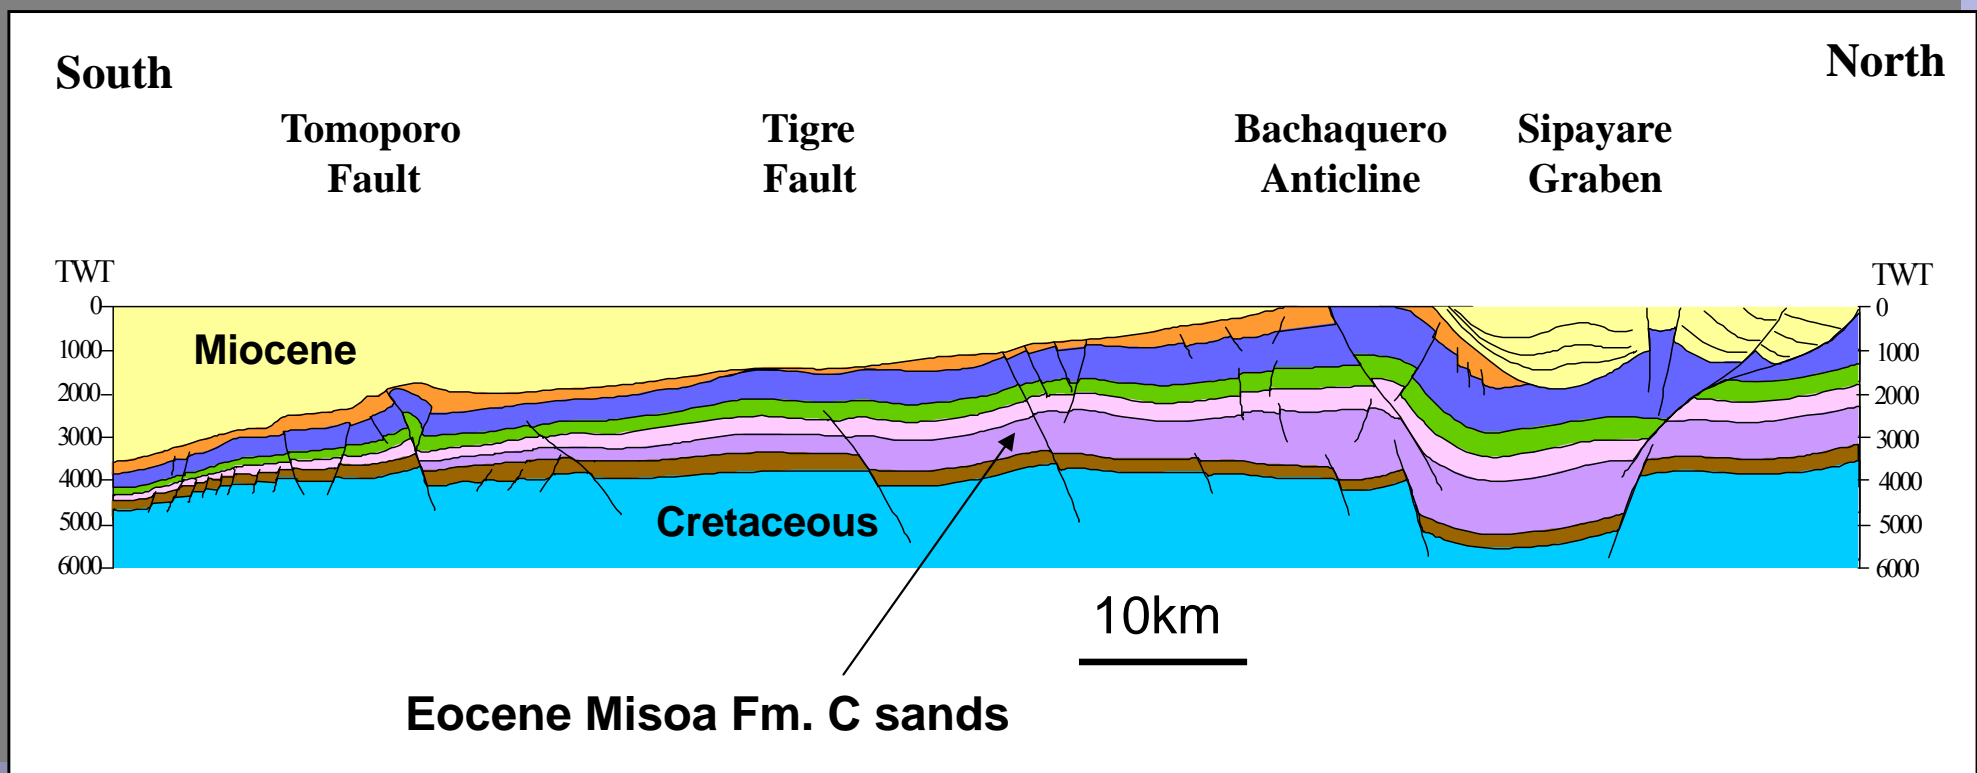 South
North
Tomoporo
Fault
Tigre
Fault
Bachaquero
Anticline
Sipayare
Graben
TWT
TWT
0
1000
2000
3000
4000
5000
6000
0
1000
2000
3000
4000
5000
6000
Miocene
Cretaceous
10km
Eocene Misoa Fm. C sands